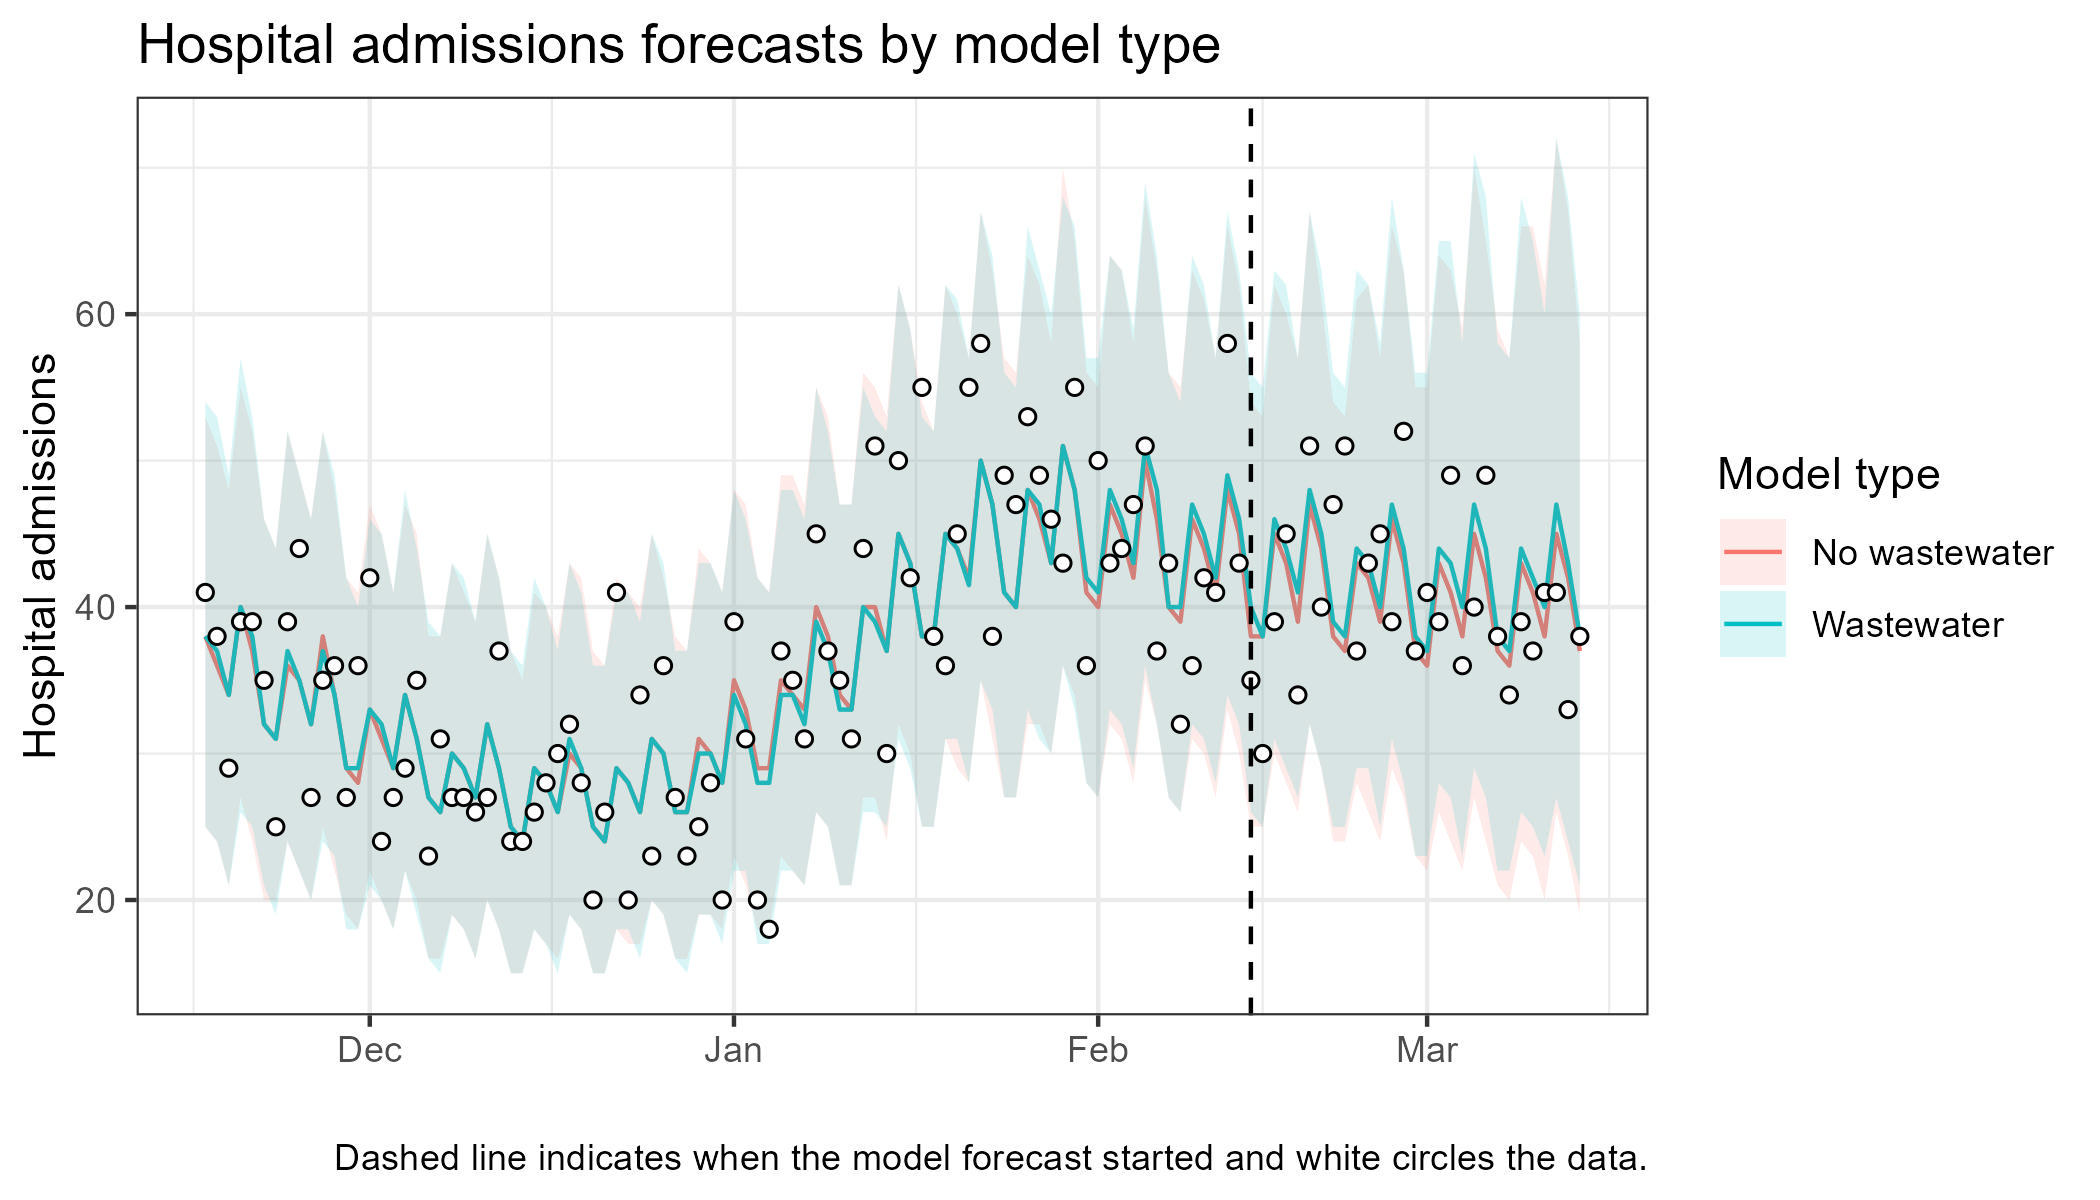 Hospital admissions forecasts by model type
Hospital admissions
60
40
20
Dec
Jan
Feb
Mar
Model type
No wastewater
Wastewater
Dashed line indicates when the model forecast started and white circles the data.